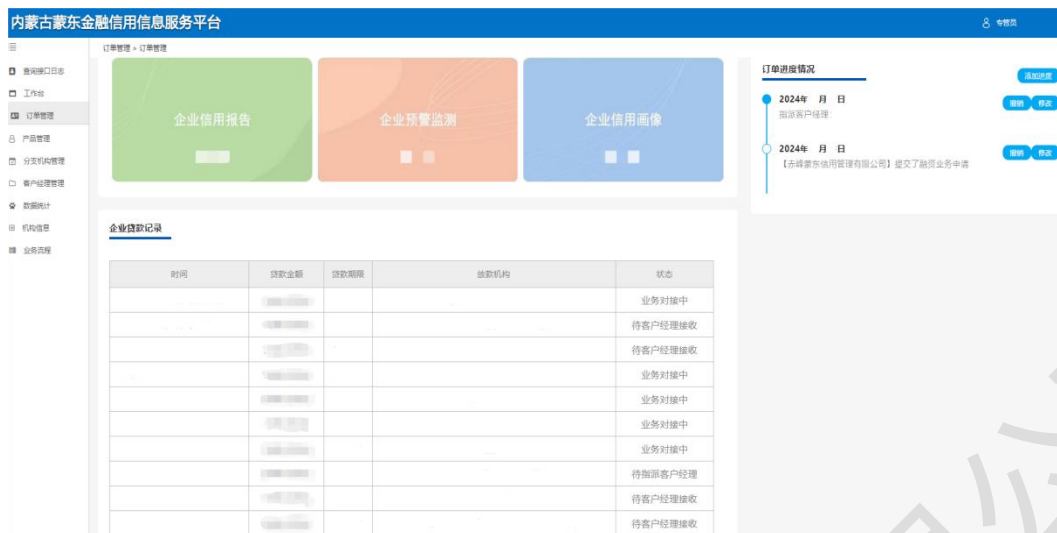 内蒙古蒙东金融信用信息服务平台
专管员
订单管理 > 订单管理
查询接口日志
工作台
订单管理
产品管理
分支机构管理
客户经理管理
数据统计
机构信息
业务流程
企业信用报告
企业预警监测
企业信用画像
订单进度情况
添加进度
2024年 月 日
指派客户经理:
撤销 修改
2024年 月 日
【赤峰蒙东信用管理有限公司】提交了融资业务申请
撤销 修改
企业贷款记录
时间 贷款金额 贷款期限 放款机构 状态
业务对接中
待客户经理接收
待客户经理接收
业务对接中
业务对接中
业务对接中
业务对接中
待指派客户经理
待客户经理接收
待客户经理接收